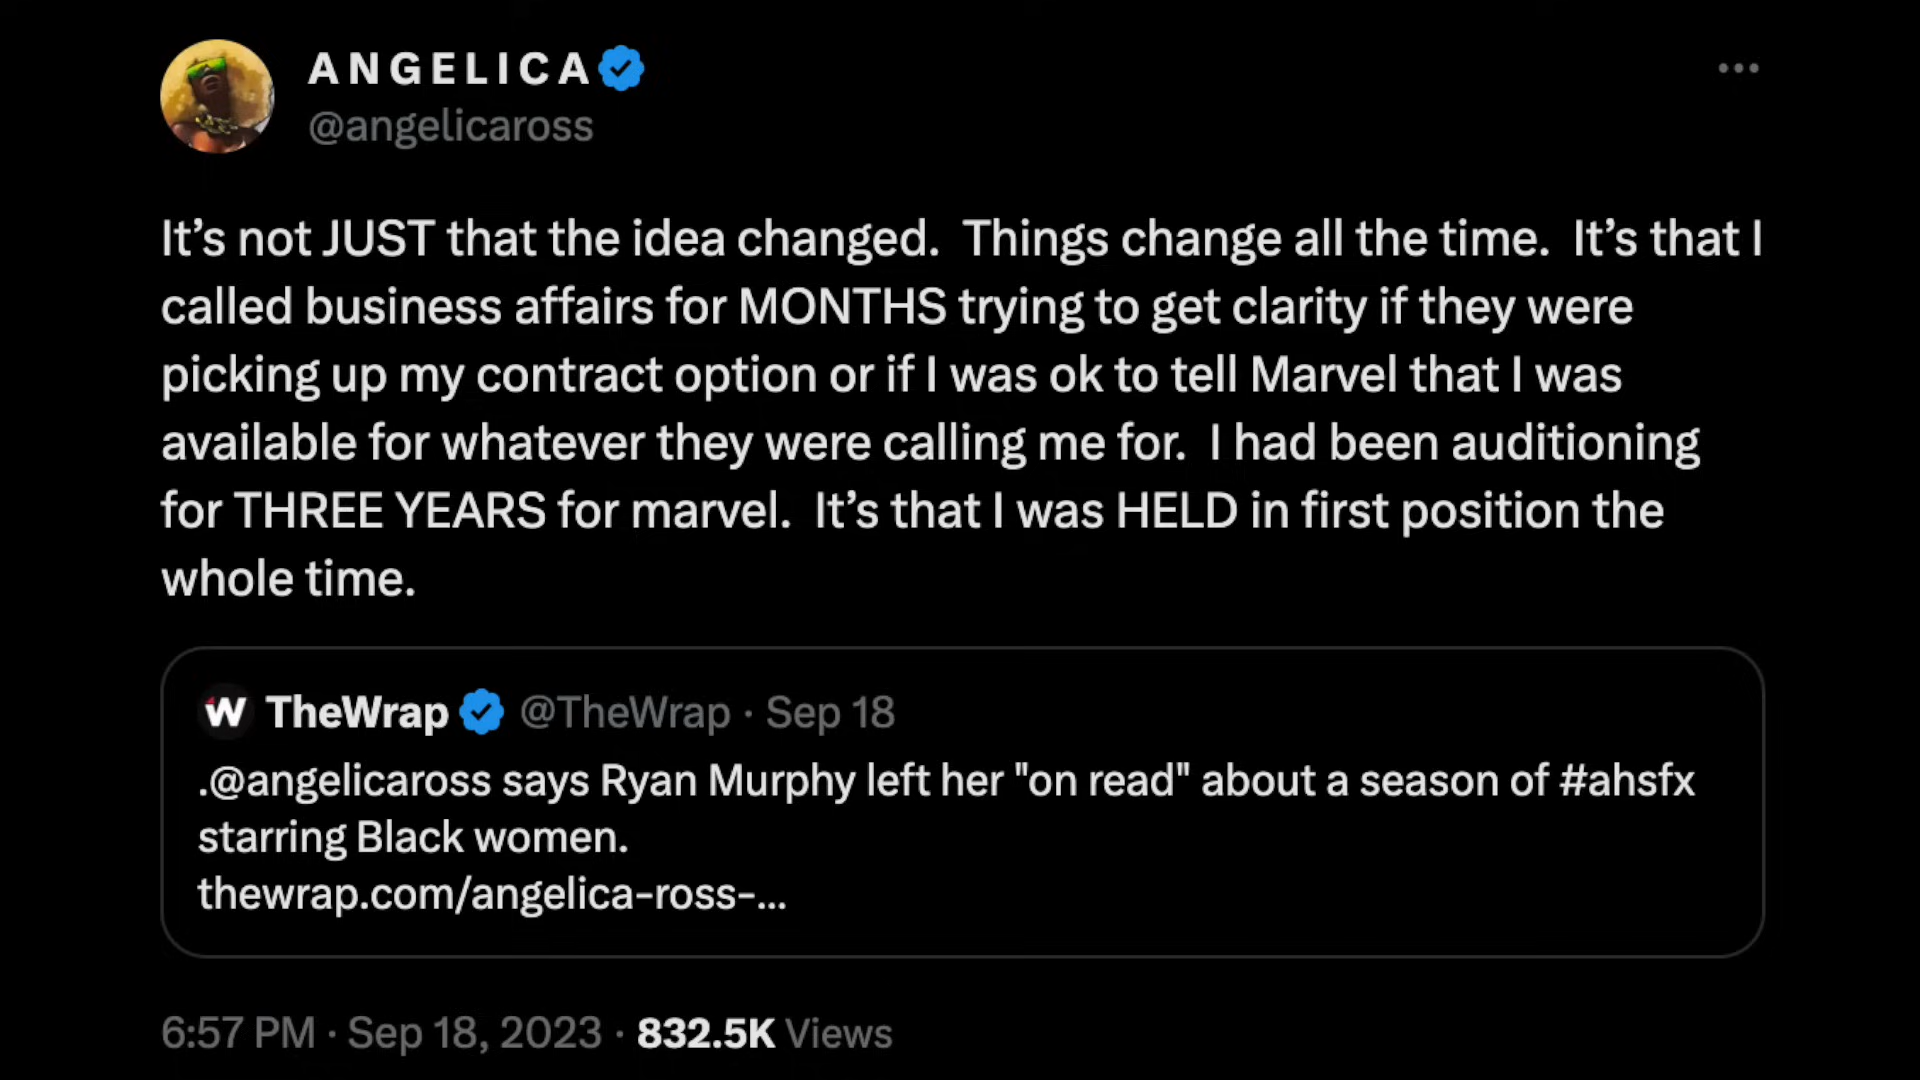 ANGELICA
@angelicaross
It’s not JUST that the idea changed.  Things change all the time.  It’s that I
called business affairs for MONTHS trying to get clarity if they were
picking up my contract option or if I was ok to tell Marvel that I was
available for whatever they were calling me for.  I had been auditioning
for THREE YEARS for marvel.  It’s that I was HELD in first position the
whole time.
W TheWrap @TheWrap · Sep 18
.@angelicaross says Ryan Murphy left her "on read" about a season of #ahsfx
starring Black women.
thewrap.com/angelica-ross-...
6:57 PM · Sep 18, 2023 · 832.5K Views